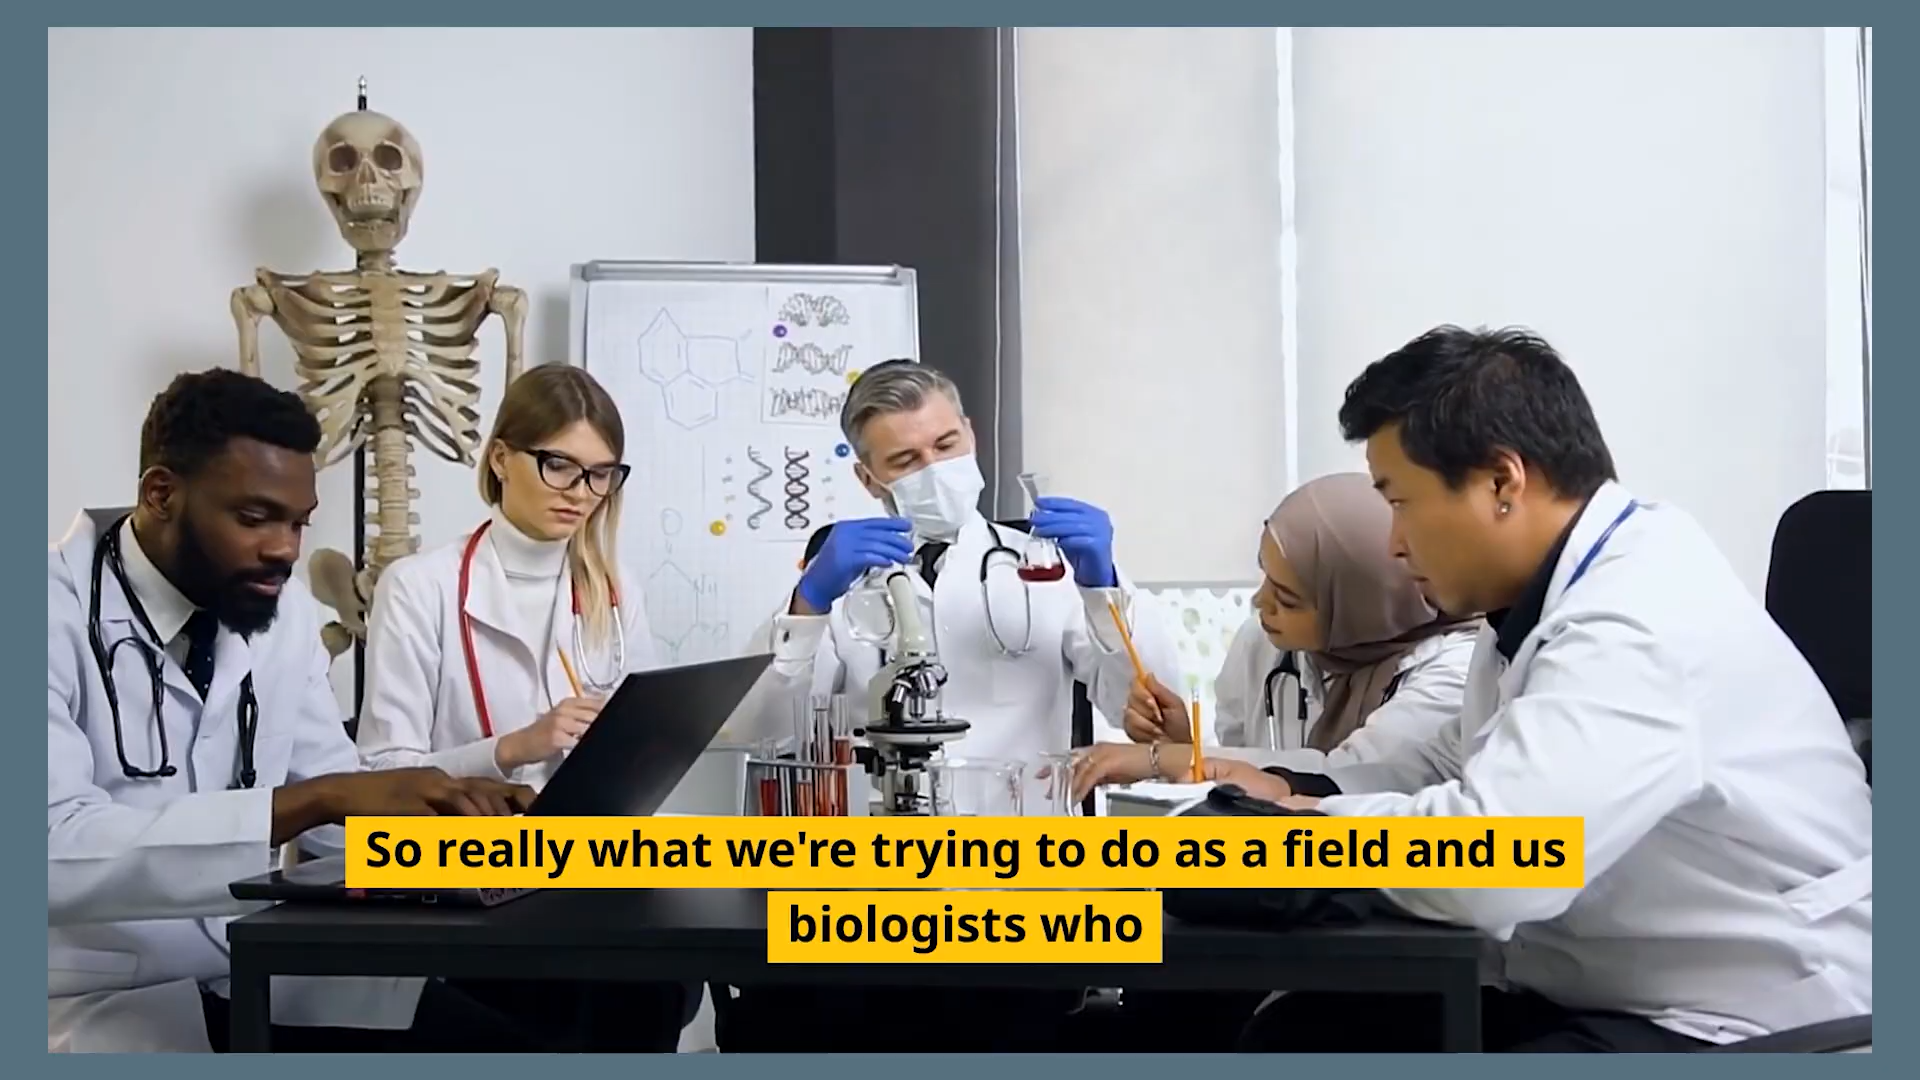 So really what we're trying to do as a field and us
biologists who